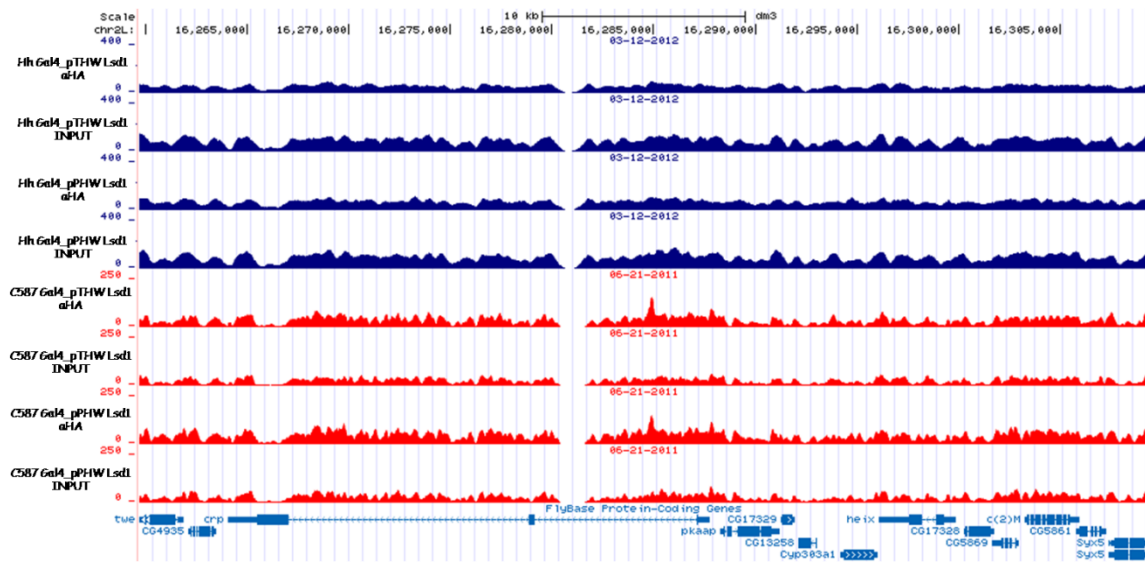 Scale 10 kb dm3
chr2L: 16,265,000 16,270,000 16,275,000 16,280,000 16,285,000 16,290,000 16,295,000 16,300,000 16,305,000
400 03-12-2012
Hh Gal4_pTHW Lsd1
αHA
0
400 03-12-2012
Hh Gal4_pTHW Lsd1
INPUT
0
400 03-12-2012
Hh Gal4_pPHW Lsd1
αHA
0
400 03-12-2012
Hh Gal4_pPHW Lsd1
INPUT
0
250 06-21-2011
C587 Gal4_pTHW Lsd1
αHA
0
250 06-21-2011
C587 Gal4_pTHW Lsd1
INPUT
0
250 06-21-2011
C587 Gal4_pPHW Lsd1
αHA
0
250 06-21-2011
C587 Gal4_pPHW Lsd1
INPUT
0
FlyBase Protein-Coding Genes
twe crp CG17329 heix c(2)M
CG4935 pkaap CG17328 CG5861
CG13258 CG5869 Syx5
Cyp303a1 Syx5